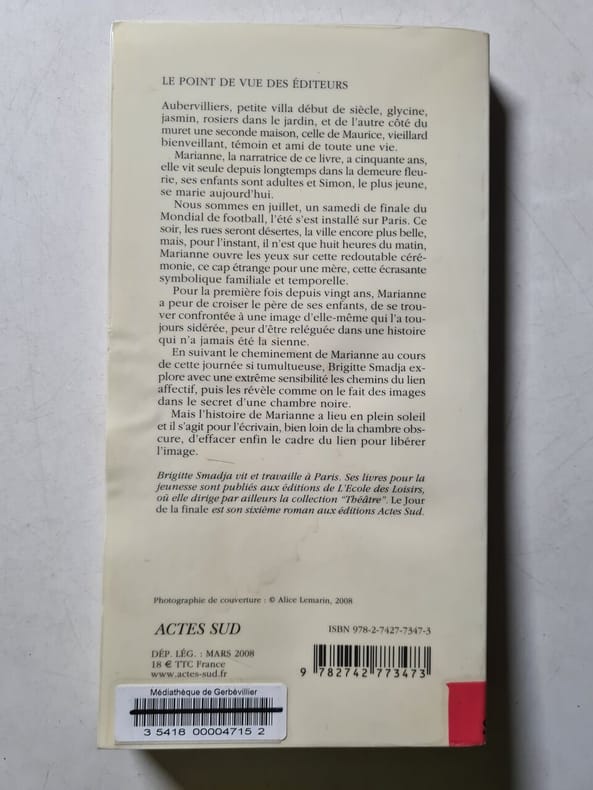 LE POINT DE VUE DES ÉDITEURS
Aubervilliers, petite villa début de siècle, glycine,
jasmin, rosiers dans le jardin, et de l'autre côté du
muret une seconde maison, celle de Maurice, vieillard
bienveillant, témoin et ami de toute une vie.
Marianne, la narratrice de ce livre, a cinquante ans,
elle vit seule depuis longtemps dans la demeure fleu-
rie, ses enfants sont adultes et Simon, le plus jeune,
se marie aujourd'hui.
Nous sommes en juillet, un samedi de finale du
Mondial de football, l'été s'est installé sur Paris. Ce
soir, les rues seront désertes, la ville encore plus belle,
mais, pour l'instant, il n'est que huit heures du matin,
Marianne ouvre les yeux sur cette redoutable céré-
monie, ce cap étrange pour une mère, cette écrasante
symbolique familiale et temporelle.
Pour la première fois depuis vingt ans, Marianne
a peur de croiser le père de ses enfants, de se trou-
ver confrontée à une image d'elle-même qui l'a tou-
jours sidérée, peur d'être reléguée dans une histoire
qui n'a jamais été la sienne.
En suivant le cheminement de Marianne au cours
de cette journée si tumultueuse, Brigitte Smadja ex-
plore avec une extrême sensibilité les chemins du lien
affectif, puis les révèle comme on le fait des images
dans le secret d'une chambre noire.
Mais l'histoire de Marianne a lieu en plein soleil
et il s'agit pour l'écrivain, bien loin de la chambre obs-
cure, d'effacer enfin le cadre du lien pour libérer
l'image.
Brigitte Smadja vit et travaille à Paris. Ses livres pour la
jeunesse sont publiés aux éditions de L'Ecole des Loisirs,
où elle dirige par ailleurs la collection "Théâtre". Le Jour
de la finale est son sixième roman aux éditions Actes Sud.
Photographie de couverture : © Alice Lemarin, 2008
ACTES SUD
ISBN 978-2-7427-7347-3
DÉP. LÉG. : MARS 2008
18 € TTC France
www.actes-sud.fr
9 782742 773473
Médiathèque de Gerbéviller
3 5418 00004715 2